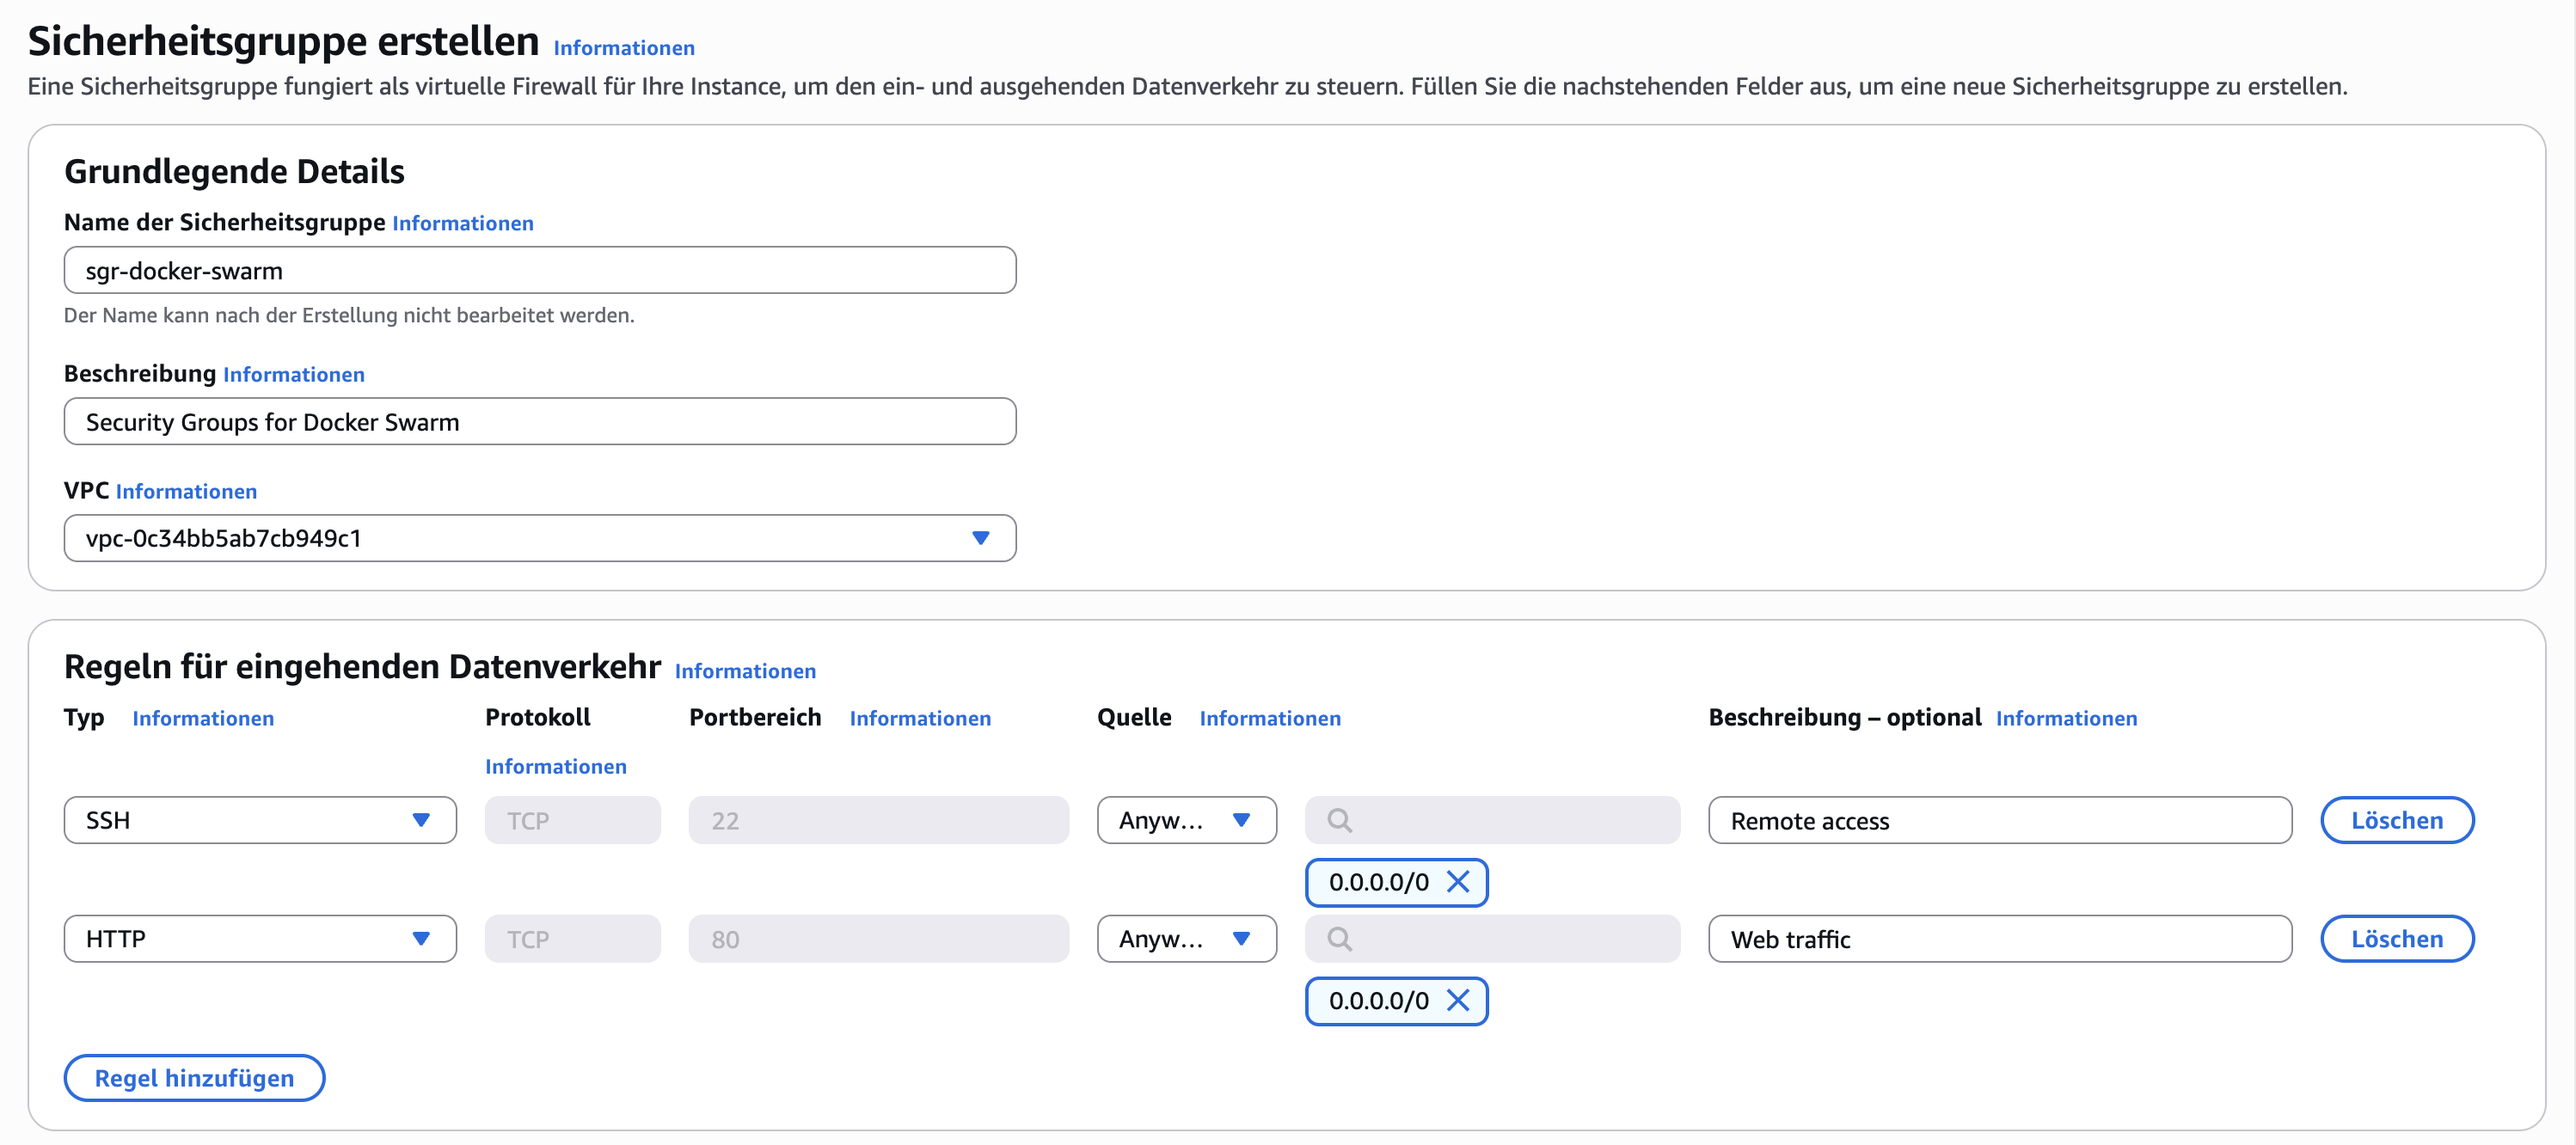 Sicherheitsgruppe erstellen Informationen
Eine Sicherheitsgruppe fungiert als virtuelle Firewall für Ihre Instance, um den ein- und ausgehenden Datenverkehr zu steuern. Füllen Sie die nachstehenden Felder aus, um eine neue Sicherheitsgruppe zu erstellen.
Grundlegende Details
Name der Sicherheitsgruppe Informationen
sgr-docker-swarm
Der Name kann nach der Erstellung nicht bearbeitet werden.
Beschreibung Informationen
Security Groups for Docker Swarm
VPC Informationen
vpc-0c34bb5ab7cb949c1
Regeln für eingehenden Datenverkehr Informationen
Typ Informationen Protokoll Portbereich Informationen Quelle Informationen Beschreibung – optional Informationen
Informationen
SSH TCP 22 Anyw... Remote access Löschen
0.0.0.0/0
HTTP TCP 80 Anyw... Web traffic Löschen
0.0.0.0/0
Regel hinzufügen